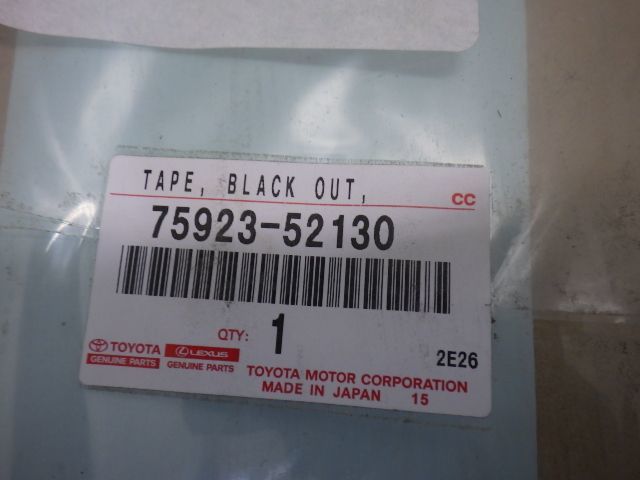 TAPE, BLACK OUT,
CC
75923-52130
QTY: 1
TOYOTA
GENUINE PARTS
LEXUS
GENUINE PARTS
2E26
TOYOTA MOTOR CORPORATION
MADE IN JAPAN 15